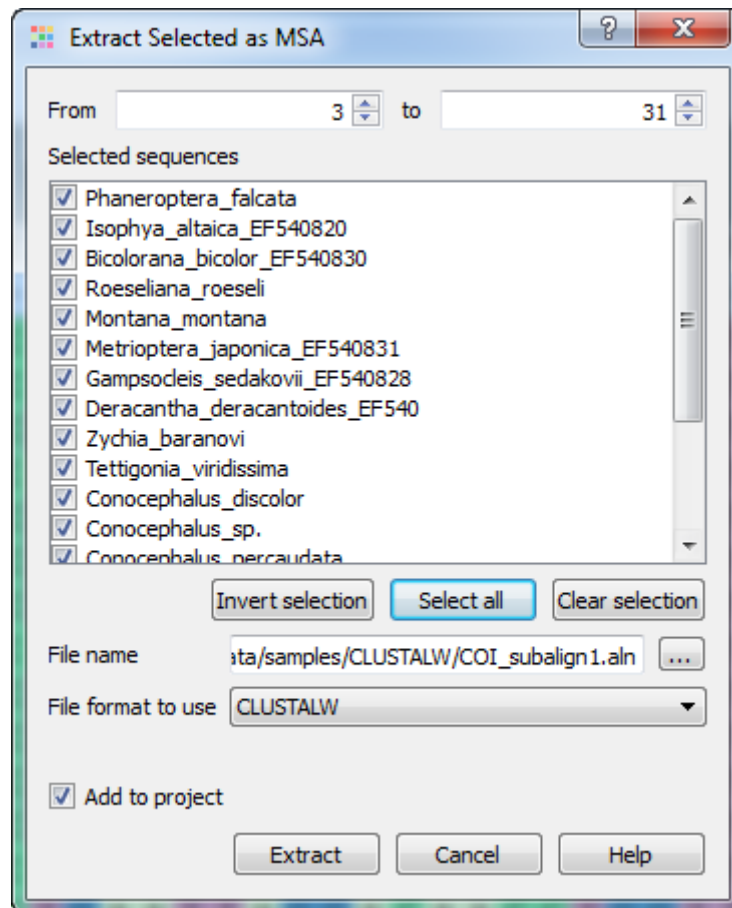 Extract Selected as MSA
From 3 to 31
Selected sequences
Phaneroptera_falcata
Isophya_altaica_EF540820
Bicolorana_bicolor_EF540830
Roeseliana_roeseli
Montana_montana
Metrioptera_japonica_EF540831
Gampsocleis_sedakovii_EF540828
Deracantha_deracantoides_EF540
Zychia_baranovi
Tettigonia_viridissima
Conocephalus_discolor
Conocephalus_sp.
Conocephalus_percaudata
Invert selection Select all Clear selection
File name ata/samples/CLUSTALW/COI_subalign1.aln ...
File format to use CLUSTALW
Add to project
Extract Cancel Help